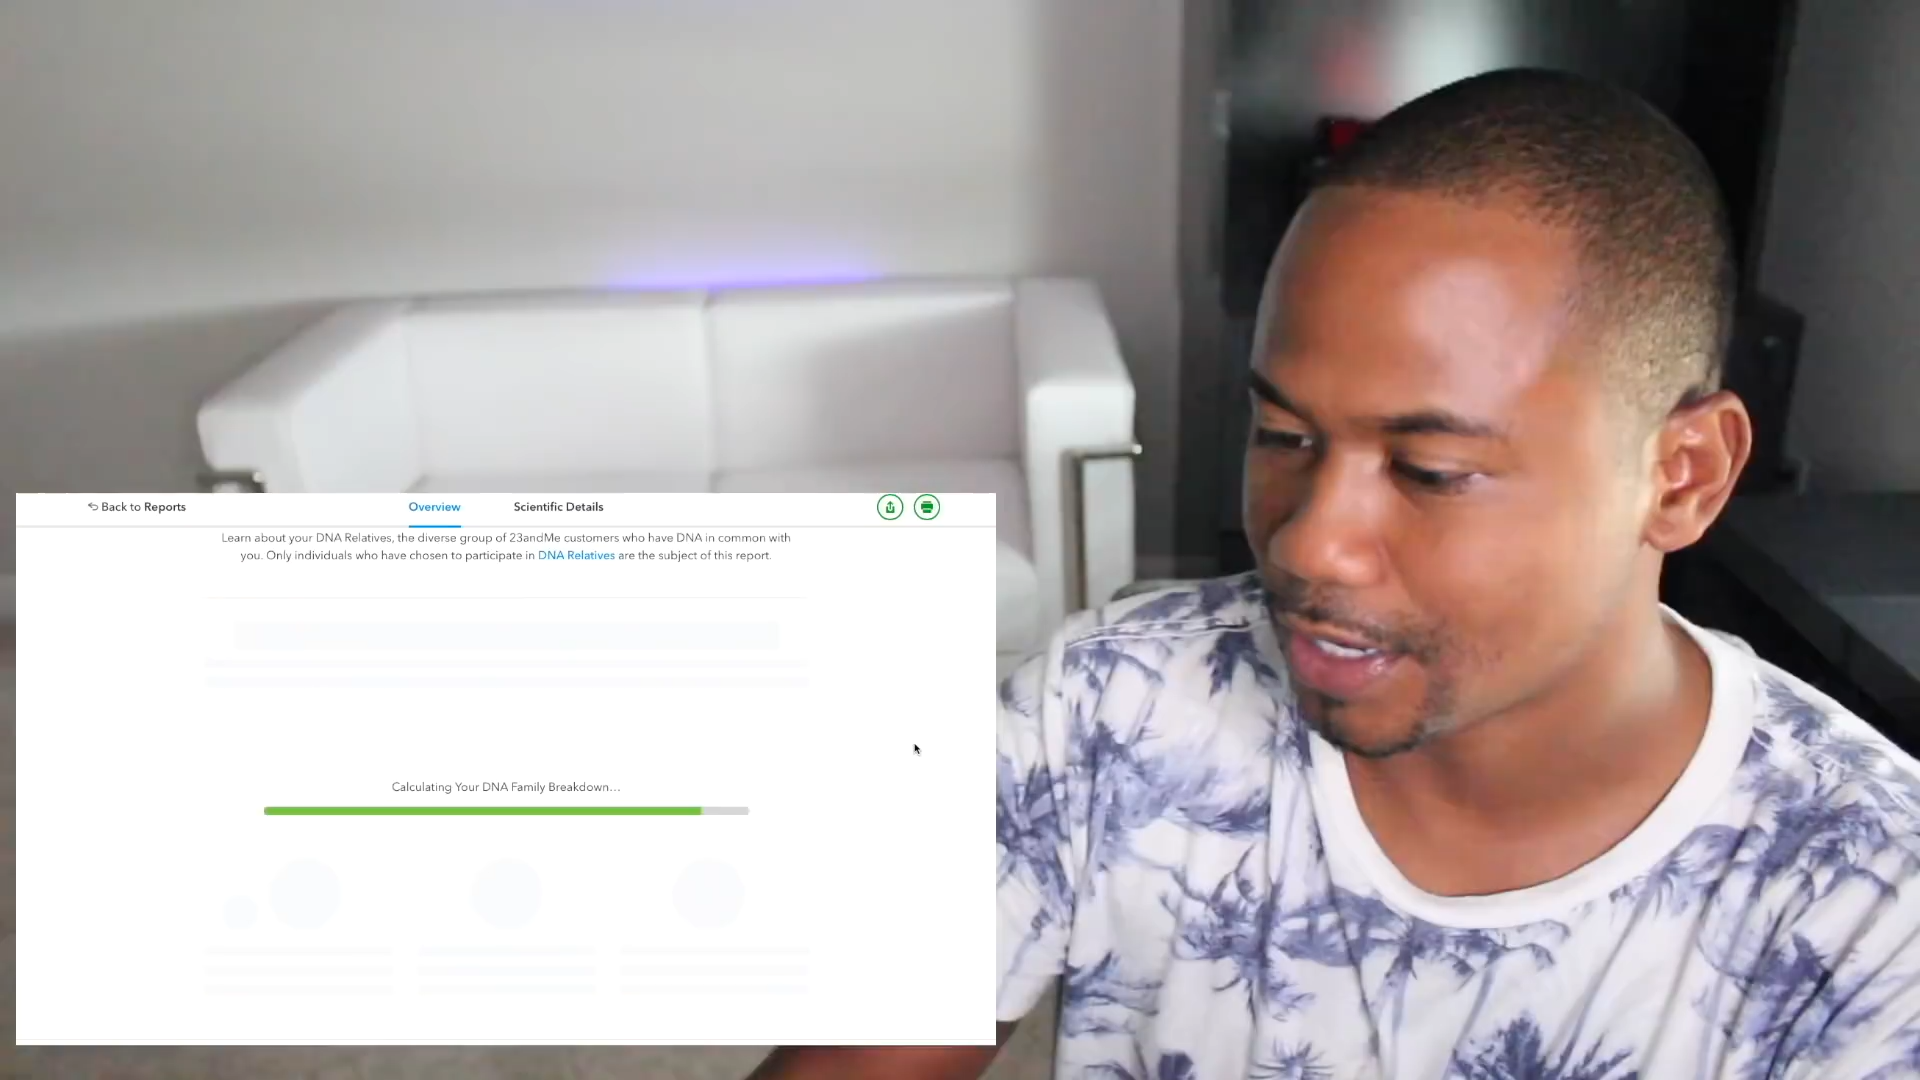 Back to Reports
Overview
Scientific Details
Learn about your DNA Relatives, the diverse group of 23andMe customers who have DNA in common with
you. Only individuals who have chosen to participate in DNA Relatives are the subject of this report.
Calculating Your DNA Family Breakdown...